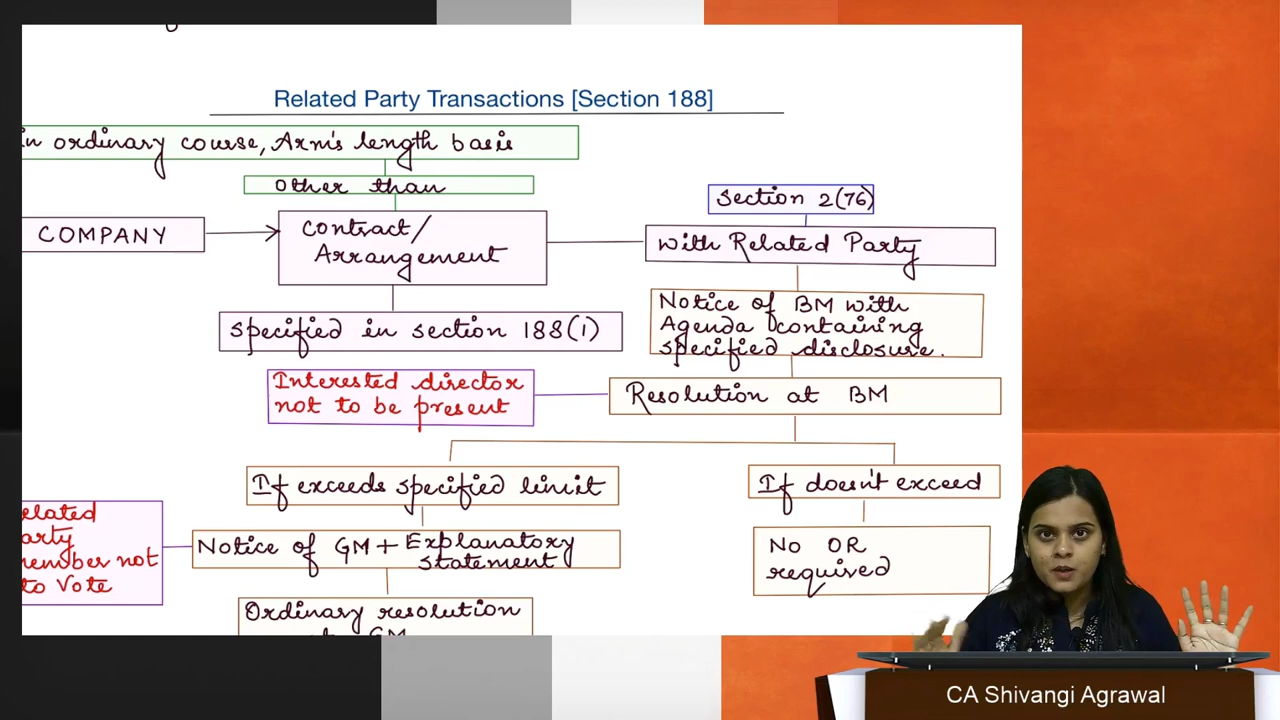 Related Party Transactions [Section 188]
in ordinary course, Arm's length basis
other than
Section 2(76)
COMPANY
Contract/
Arrangement
with Related Party
specified in section 188(1)
Notice of BM with
Agenda containing
specified disclosure.
Interested director
not to be present
Resolution at BM
If exceeds specified limit
If doesn't exceed
elated
arty
member not
to Vote
Notice of GM + Explanatory
statement
No OR
required
Ordinary resolution
GM
CA Shivangi Agrawal